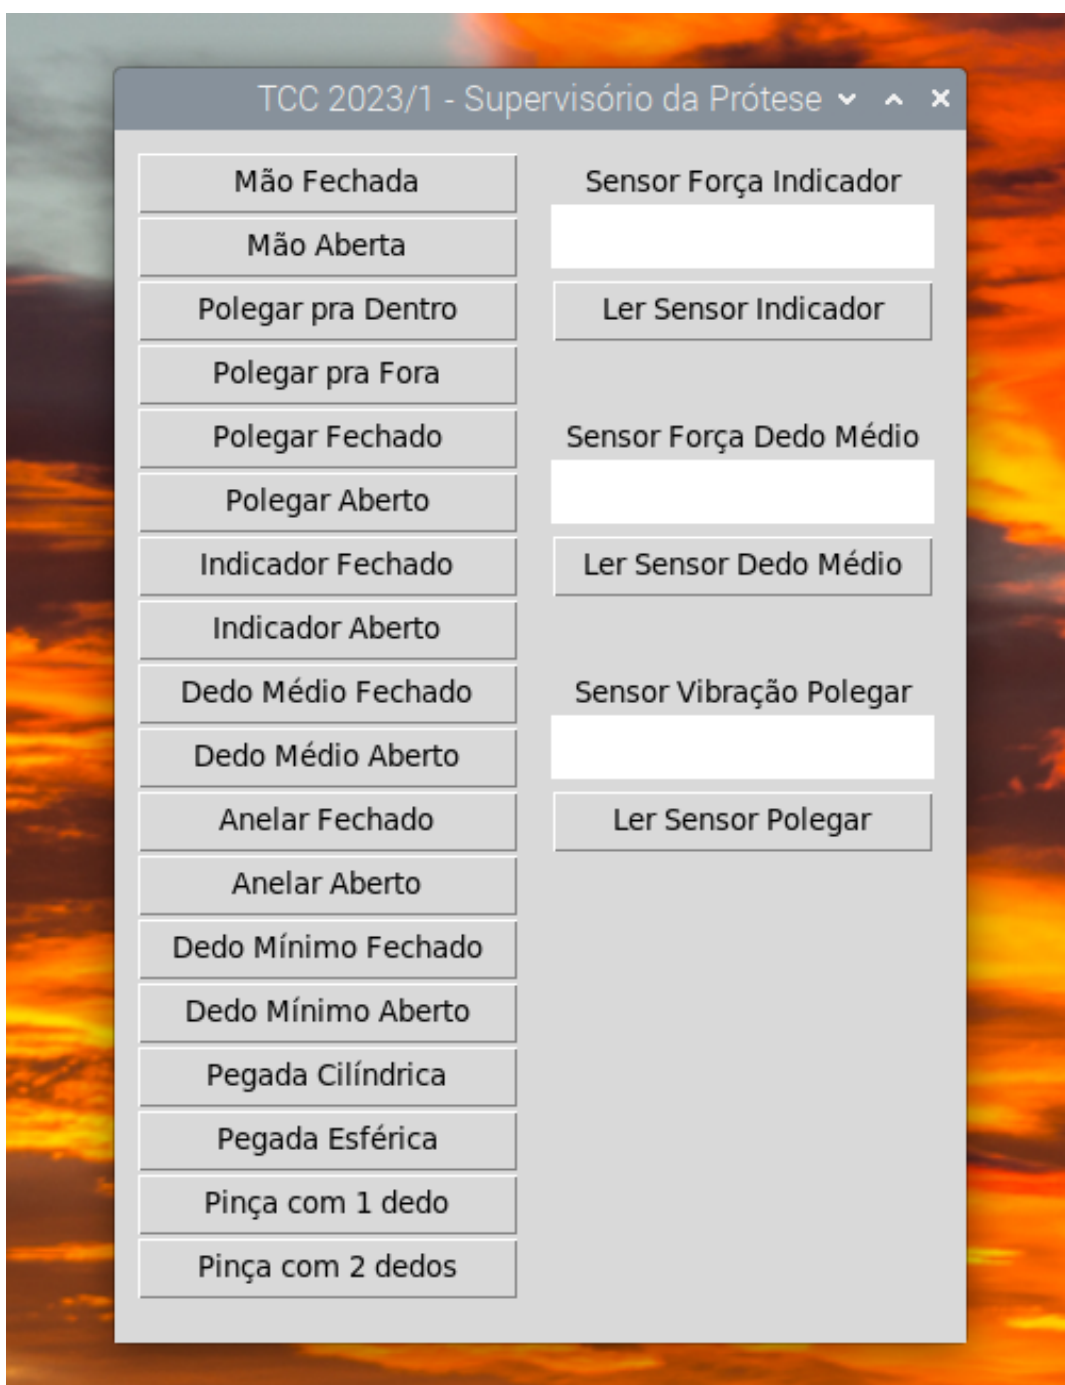 TCC 2023/1 - Supervisório da Prótese
Mão Fechada
Mão Aberta
Polegar pra Dentro
Polegar pra Fora
Polegar Fechado
Polegar Aberto
Indicador Fechado
Indicador Aberto
Dedo Médio Fechado
Dedo Médio Aberto
Anelar Fechado
Anelar Aberto
Dedo Mínimo Fechado
Dedo Mínimo Aberto
Pegada Cilíndrica
Pegada Esférica
Pinça com 1 dedo
Pinça com 2 dedos
Sensor Força Indicador
Ler Sensor Indicador
Sensor Força Dedo Médio
Ler Sensor Dedo Médio
Sensor Vibração Polegar
Ler Sensor Polegar